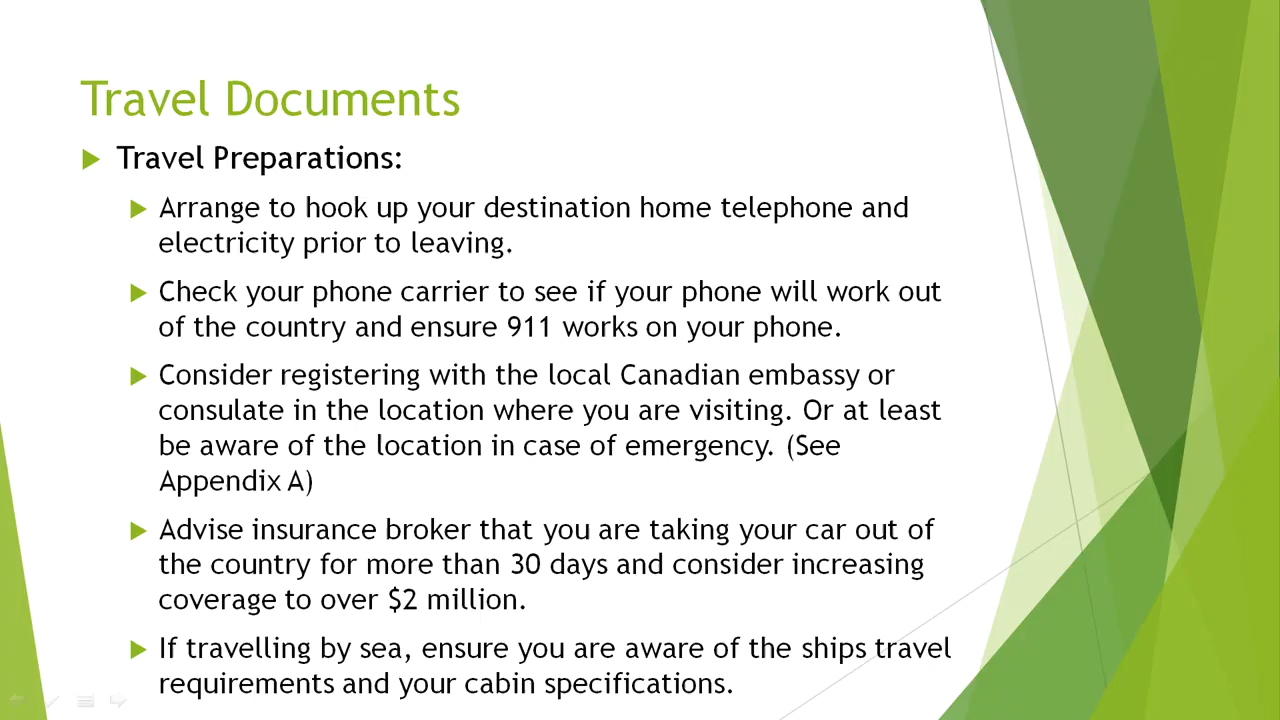 Travel Documents
Travel Preparations:
Arrange to hook up your destination home telephone and
electricity prior to leaving.
Check your phone carrier to see if your phone will work out
of the country and ensure 911 works on your phone.
Consider registering with the local Canadian embassy or
consulate in the location where you are visiting. Or at least
be aware of the location in case of emergency. (See
Appendix A)
Advise insurance broker that you are taking your car out of
the country for more than 30 days and consider increasing
coverage to over $2 million.
If travelling by sea, ensure you are aware of the ships travel
requirements and your cabin specifications.